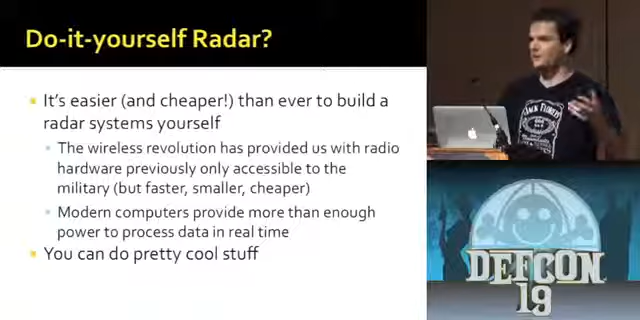 Do-it-yourself Radar?
It's easier (and cheaper!) than ever to build a
radar systems yourself
The wireless revolution has provided us with radio
hardware previously only accessible to the
military (but faster, smaller, cheaper)
Modern computers provide more than enough
power to process data in real time
You can do pretty cool stuff
DEFCON
19